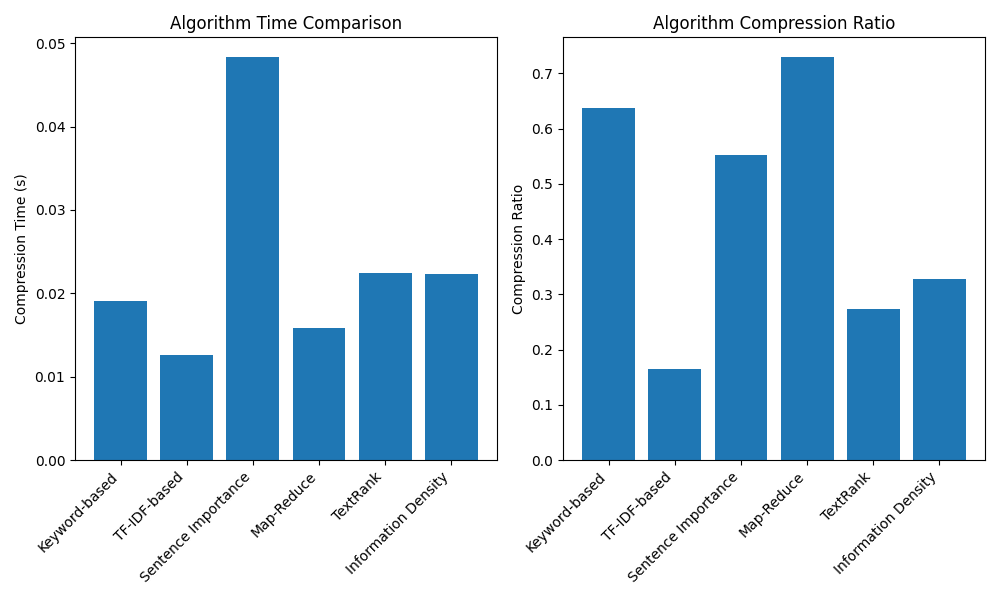 Algorithm Time Comparison
Compression Time (s)
0.05
0.04
0.03
0.02
0.01
0.00
Keyword-based
TF-IDF-based
Sentence Importance
Map-Reduce
TextRank
Information Density
Algorithm Compression Ratio
Compression Ratio
0.7
0.6
0.5
0.4
0.3
0.2
0.1
0.0
Keyword-based
TF-IDF-based
Sentence Importance
Map-Reduce
TextRank
Information Density